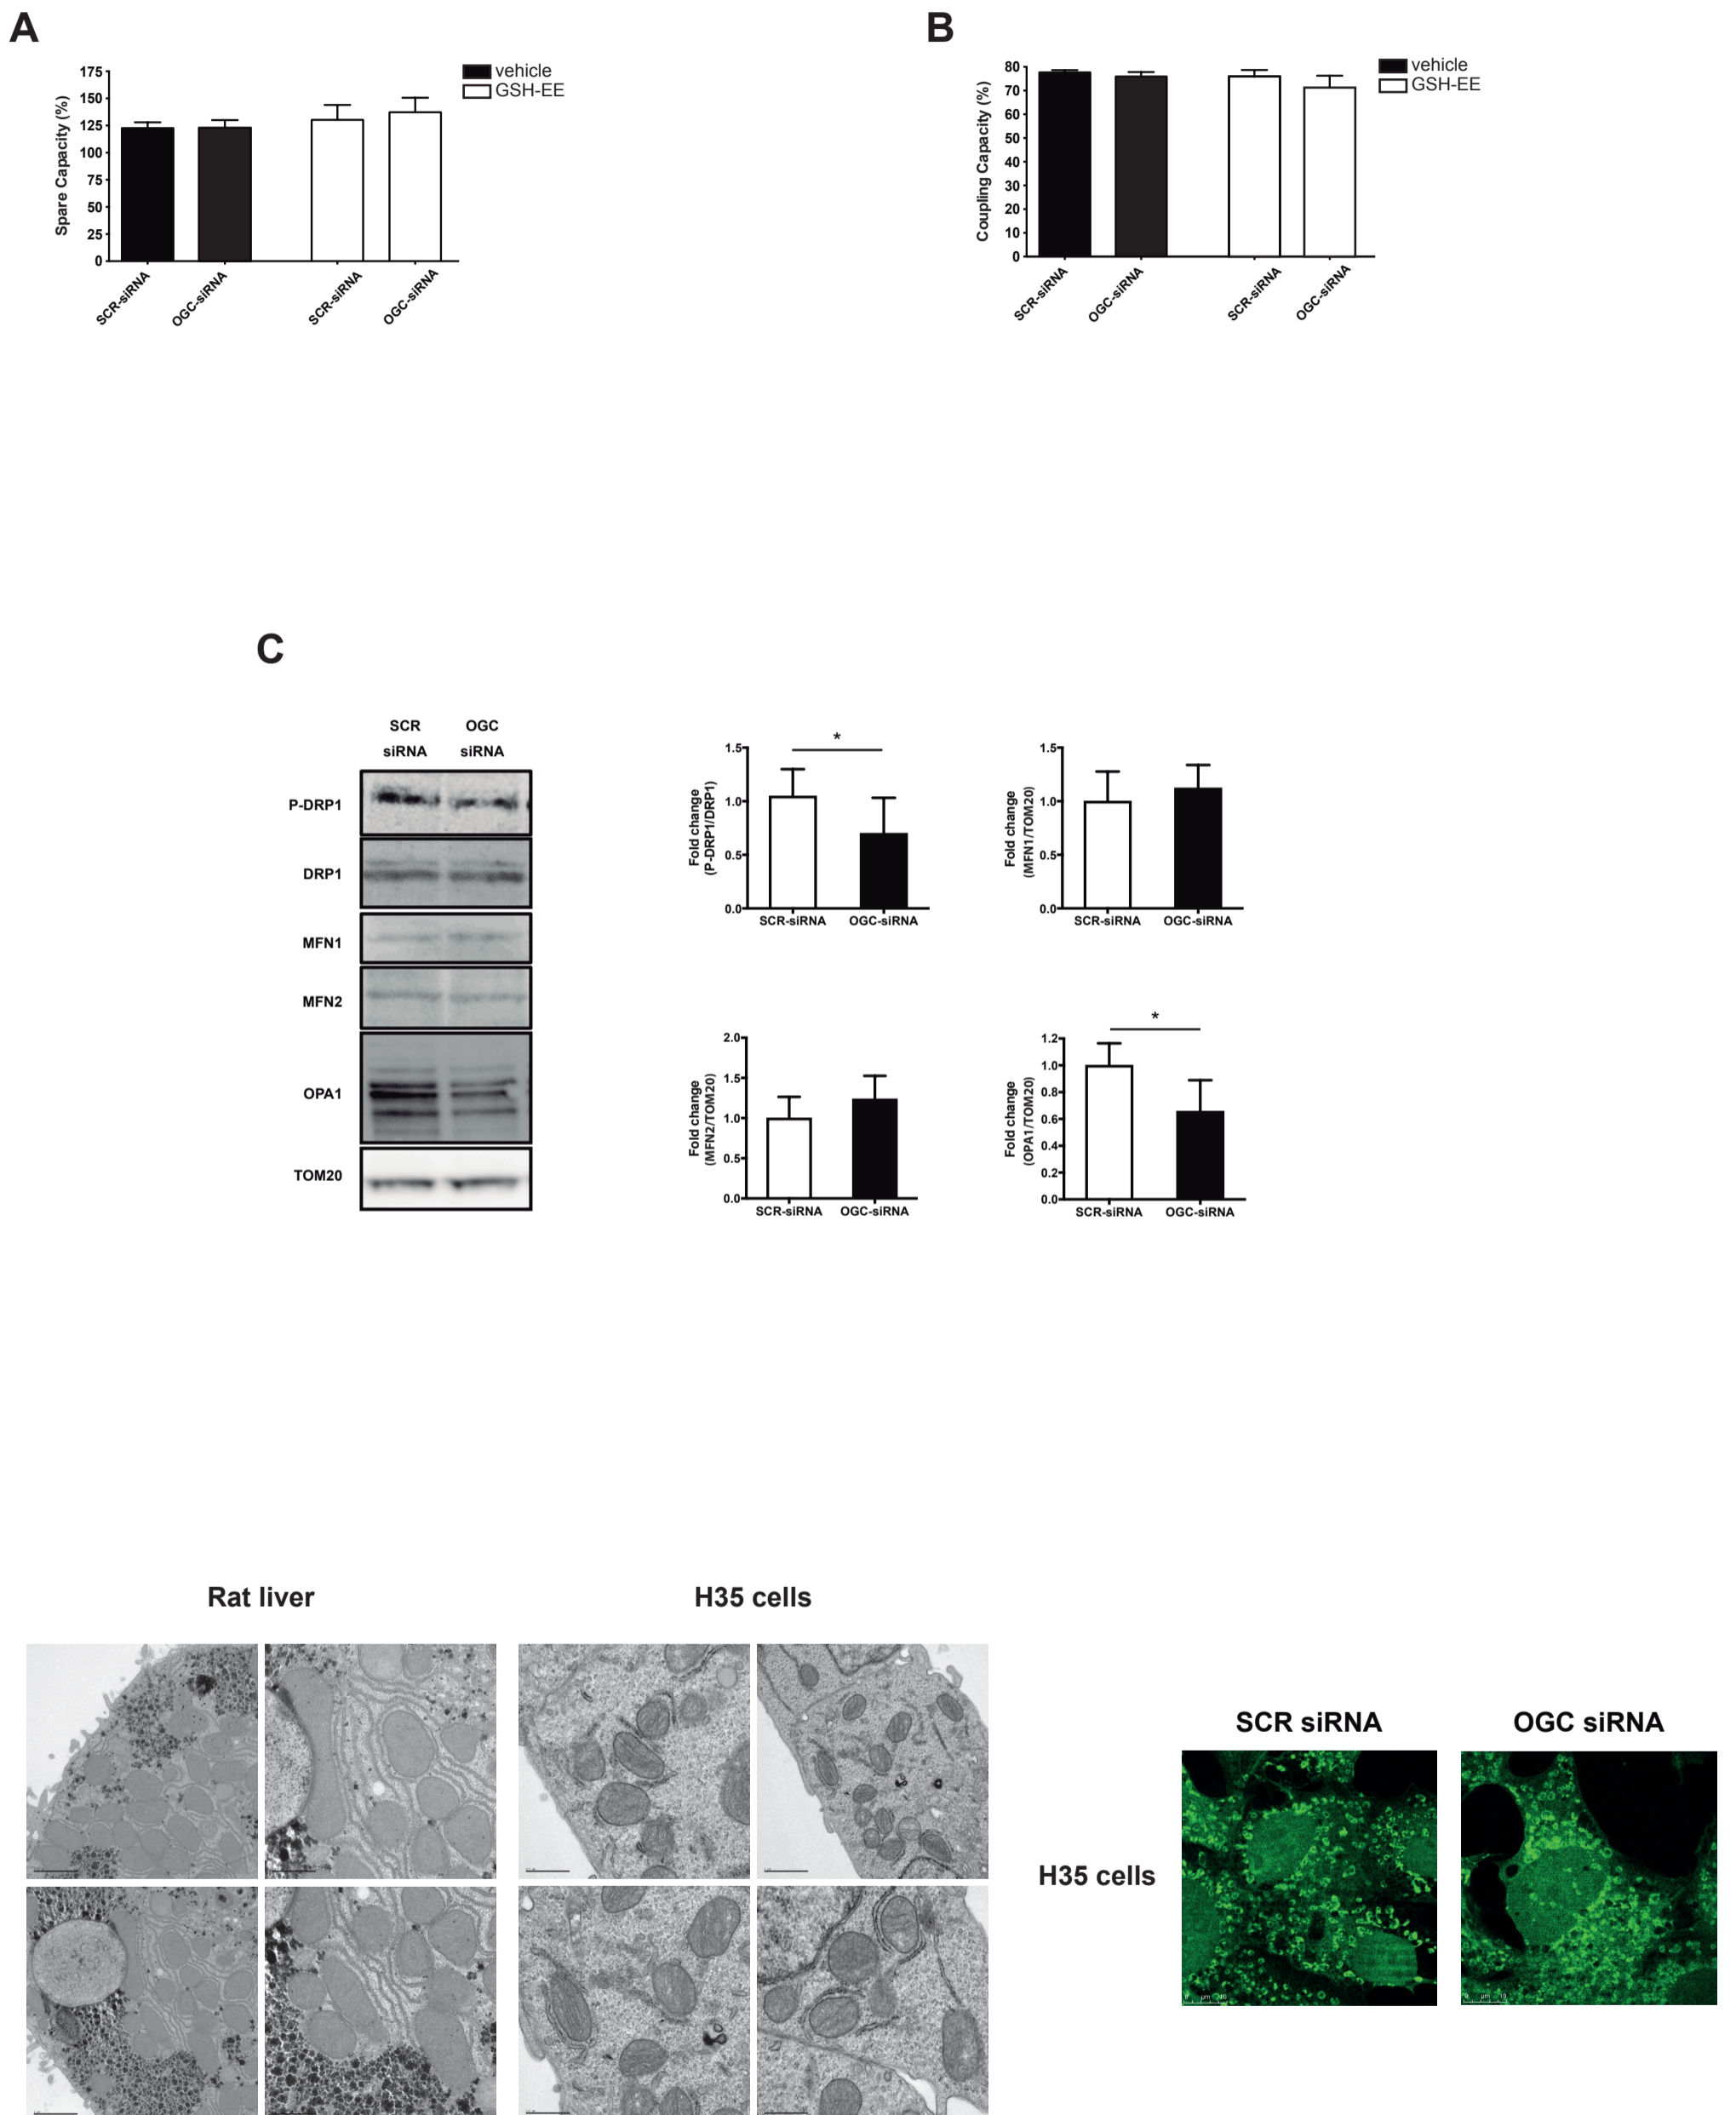 A
B
175
150
125
100
75
50
25
0
Spare Capacity (%)
vehicle
GSH-EE
SCR-siRNA
OGC-siRNA
SCR-siRNA
OGC-siRNA
80
70
60
50
40
30
20
10
0
Coupling Capacity (%)
vehicle
GSH-EE
SCR-siRNA
OGC-siRNA
SCR-siRNA
OGC-siRNA
C
SCR
siRNA
OGC
siRNA
P-DRP1
DRP1
MFN1
MFN2
OPA1
TOM20
*
1.5
1.0
0.5
0.0
Fold change
(P-DRP1/DRP1)
SCR-siRNA
OGC-siRNA
1.5
1.0
0.5
0.0
Fold change
(MFN1/TOM20)
SCR-siRNA
OGC-siRNA
2.0
1.5
1.0
0.5
0.0
Fold change
(MFN2/TOM20)
SCR-siRNA
OGC-siRNA
*
1.2
1.0
0.8
0.6
0.4
0.2
0.0
Fold change
(OPA1/TOM20)
SCR-siRNA
OGC-siRNA
Rat liver
H35 cells
SCR siRNA
OGC siRNA
H35 cells
0 µm 10
0 µm 10